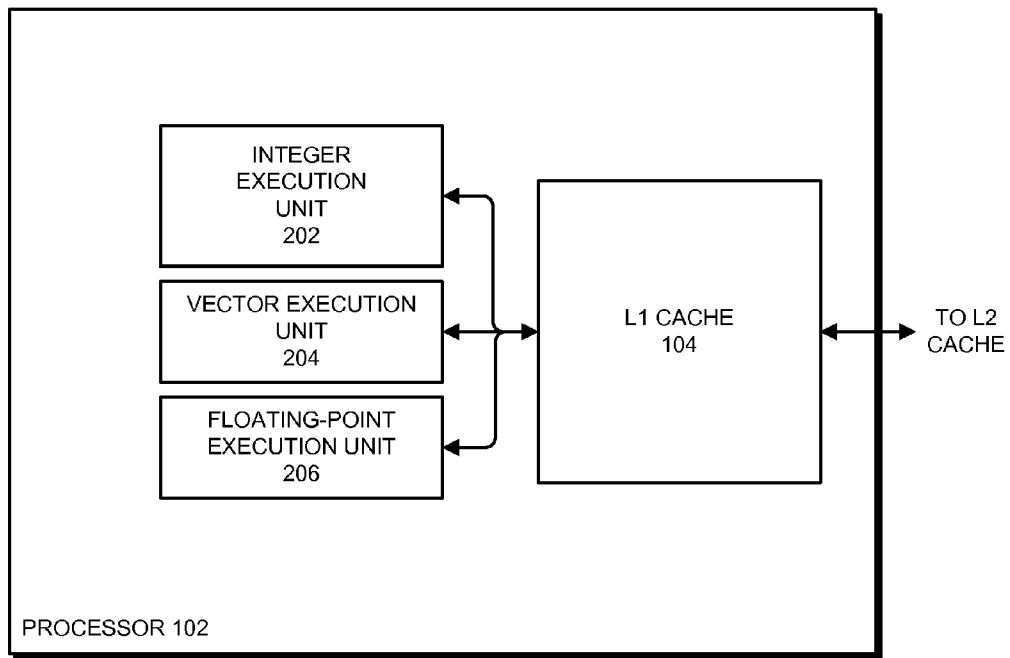 INTEGER
EXECUTION
UNIT
202
VECTOR EXECUTION
UNIT
204
FLOATING-POINT
EXECUTION UNIT
206
L1 CACHE
104
TO L2
CACHE
PROCESSOR 102